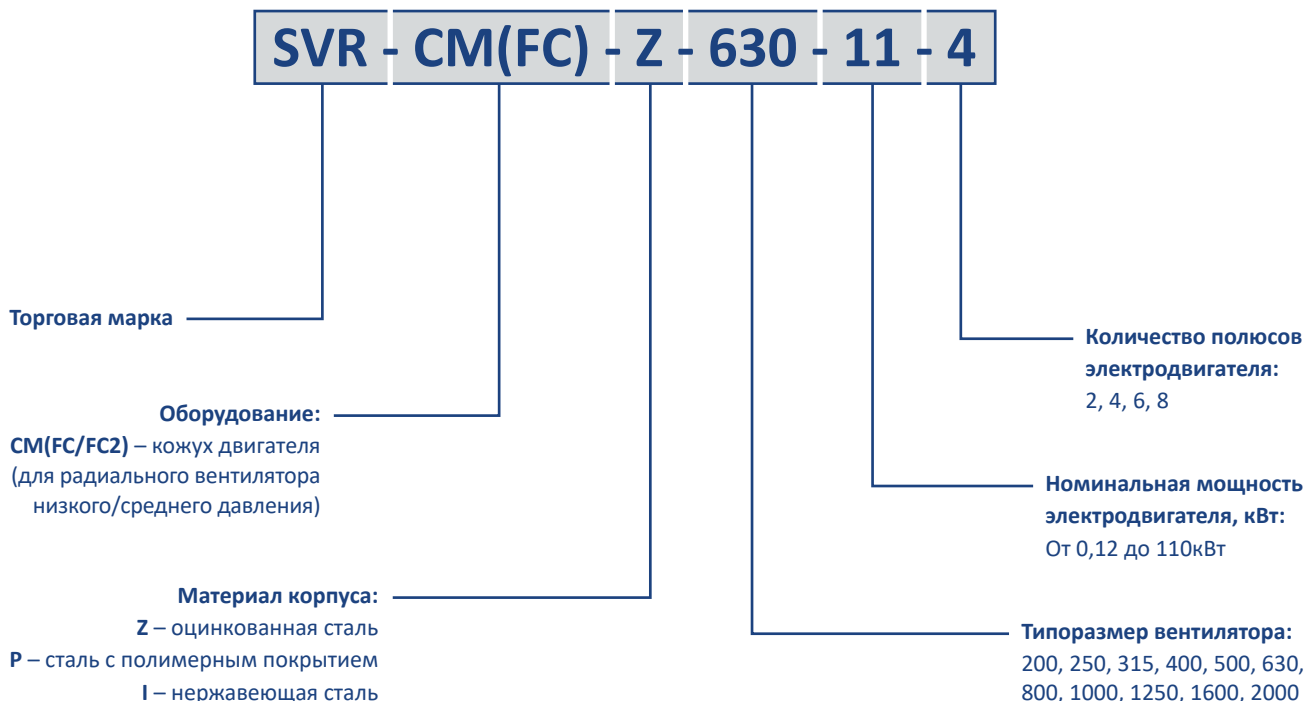 SVR - CM(FC) - Z - 630 - 11 - 4
Торговая марка
Оборудование:
CM(FC/FC2) – кожух двигателя
(для радиального вентилятора
низкого/среднего давления)
Материал корпуса:
Z – оцинкованная сталь
P – сталь с полимерным покрытием
I – нержавеющая сталь
Количество полюсов
электродвигателя:
2, 4, 6, 8
Номинальная мощность
электродвигателя, кВт:
От 0,12 до 110кВт
Типоразмер вентилятора:
200, 250, 315, 400, 500, 630,
800, 1000, 1250, 1600, 2000